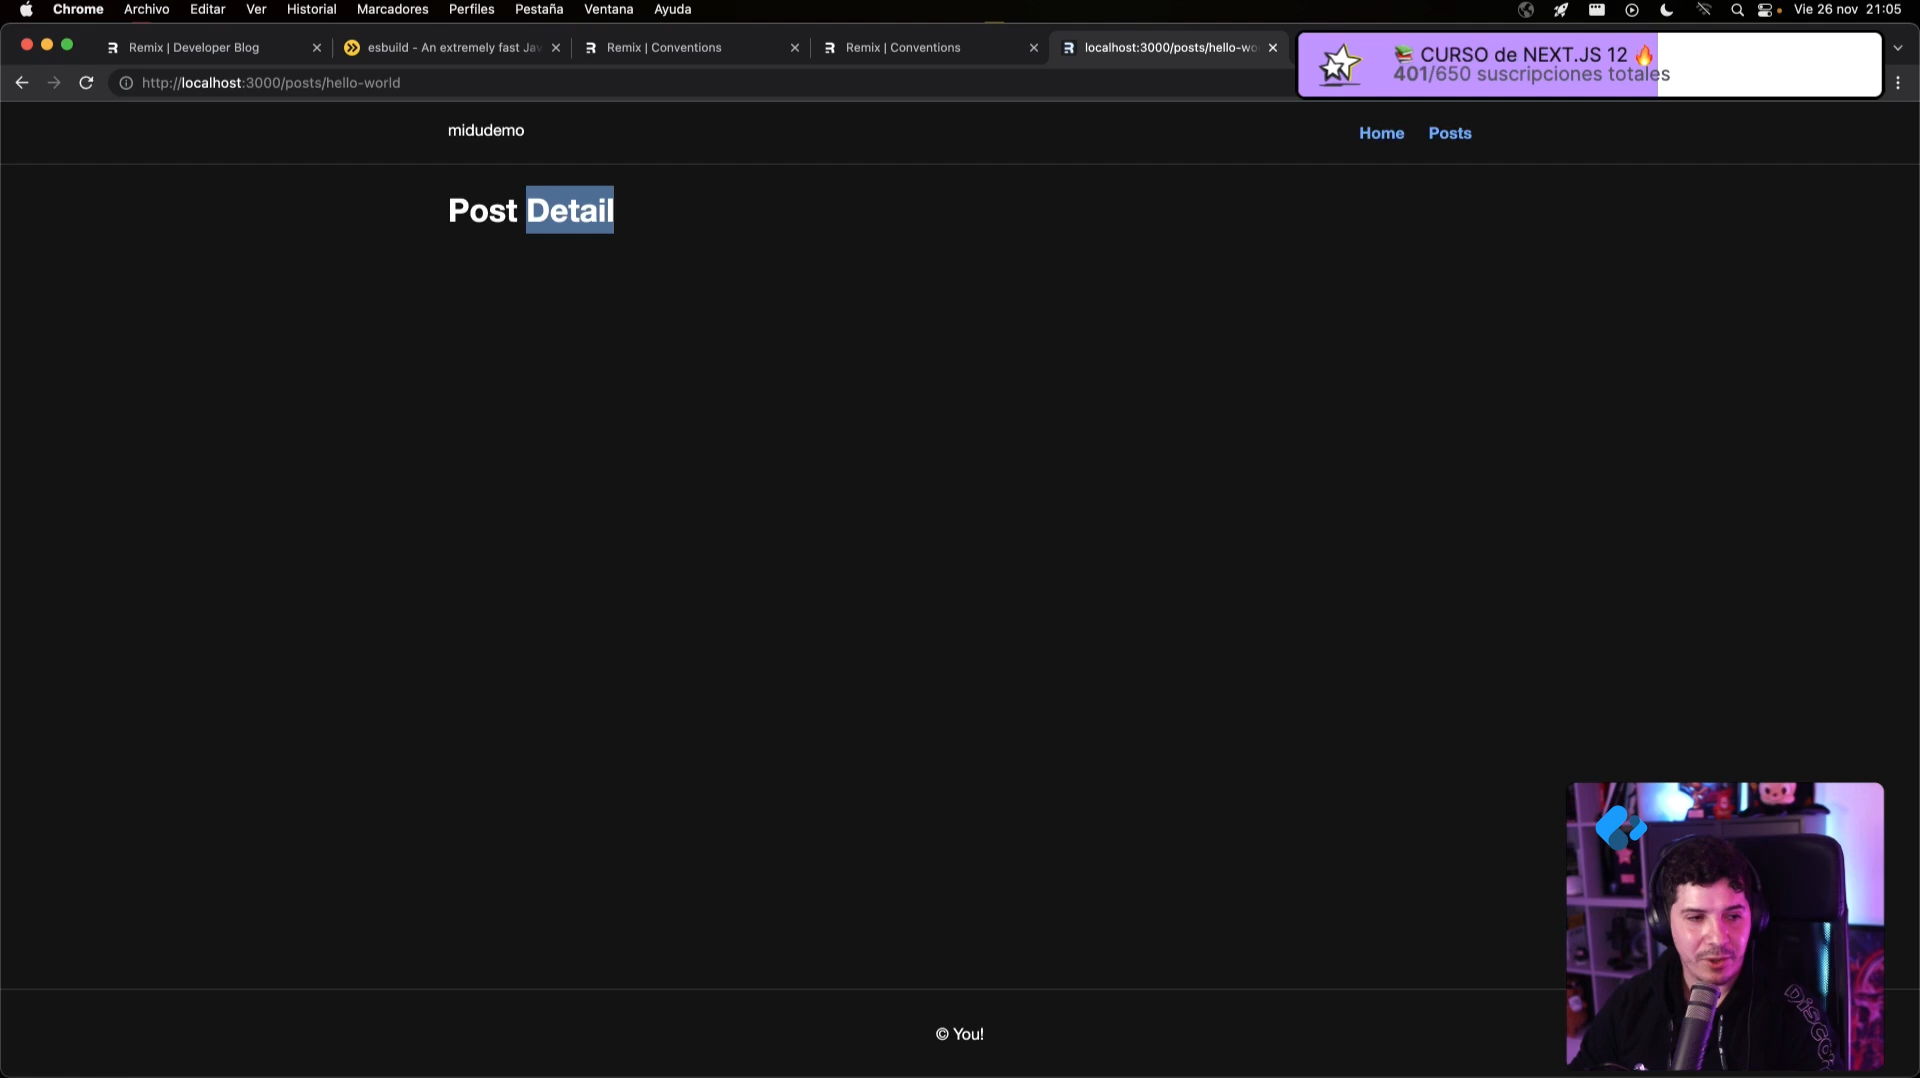 Chrome Archivo Editar Ver Historial Marcadores Perfiles Pestaña Ventana Ayuda Vie 26 nov 21:05
Remix | Developer Blog
esbuild - An extremely fast Jav
Remix | Conventions
Remix | Conventions
localhost:3000/posts/hello-wo
http://localhost:3000/posts/hello-world
CURSO de NEXT.JS 12
401/650 suscripciones totales
midudemo
Home
Posts
Post Detail
© You!